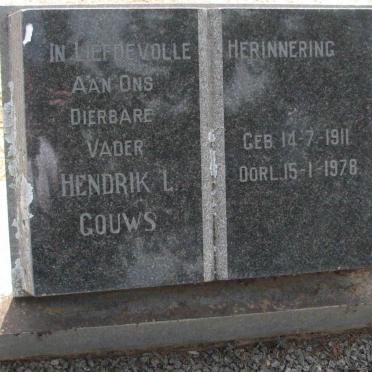 In Liefdevolle Herinnering
Aan Ons
Dierbare
Vader
Hendrik L.
Gouws
Geb. 14-7-1911
Oorl. 15-1-1978